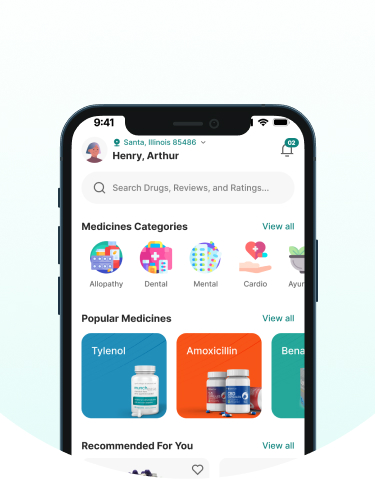 9:41
Santa, Illinois 85486
02
Henry, Arthur
Search Drugs, Reviews, and Ratings...
Medicines Categories
View all
Allopathy
Dental
Mental
Cardio
Ayur
Popular Medicines
View all
Tylenol
Amoxicillin
Bena
Recommended For You
View all